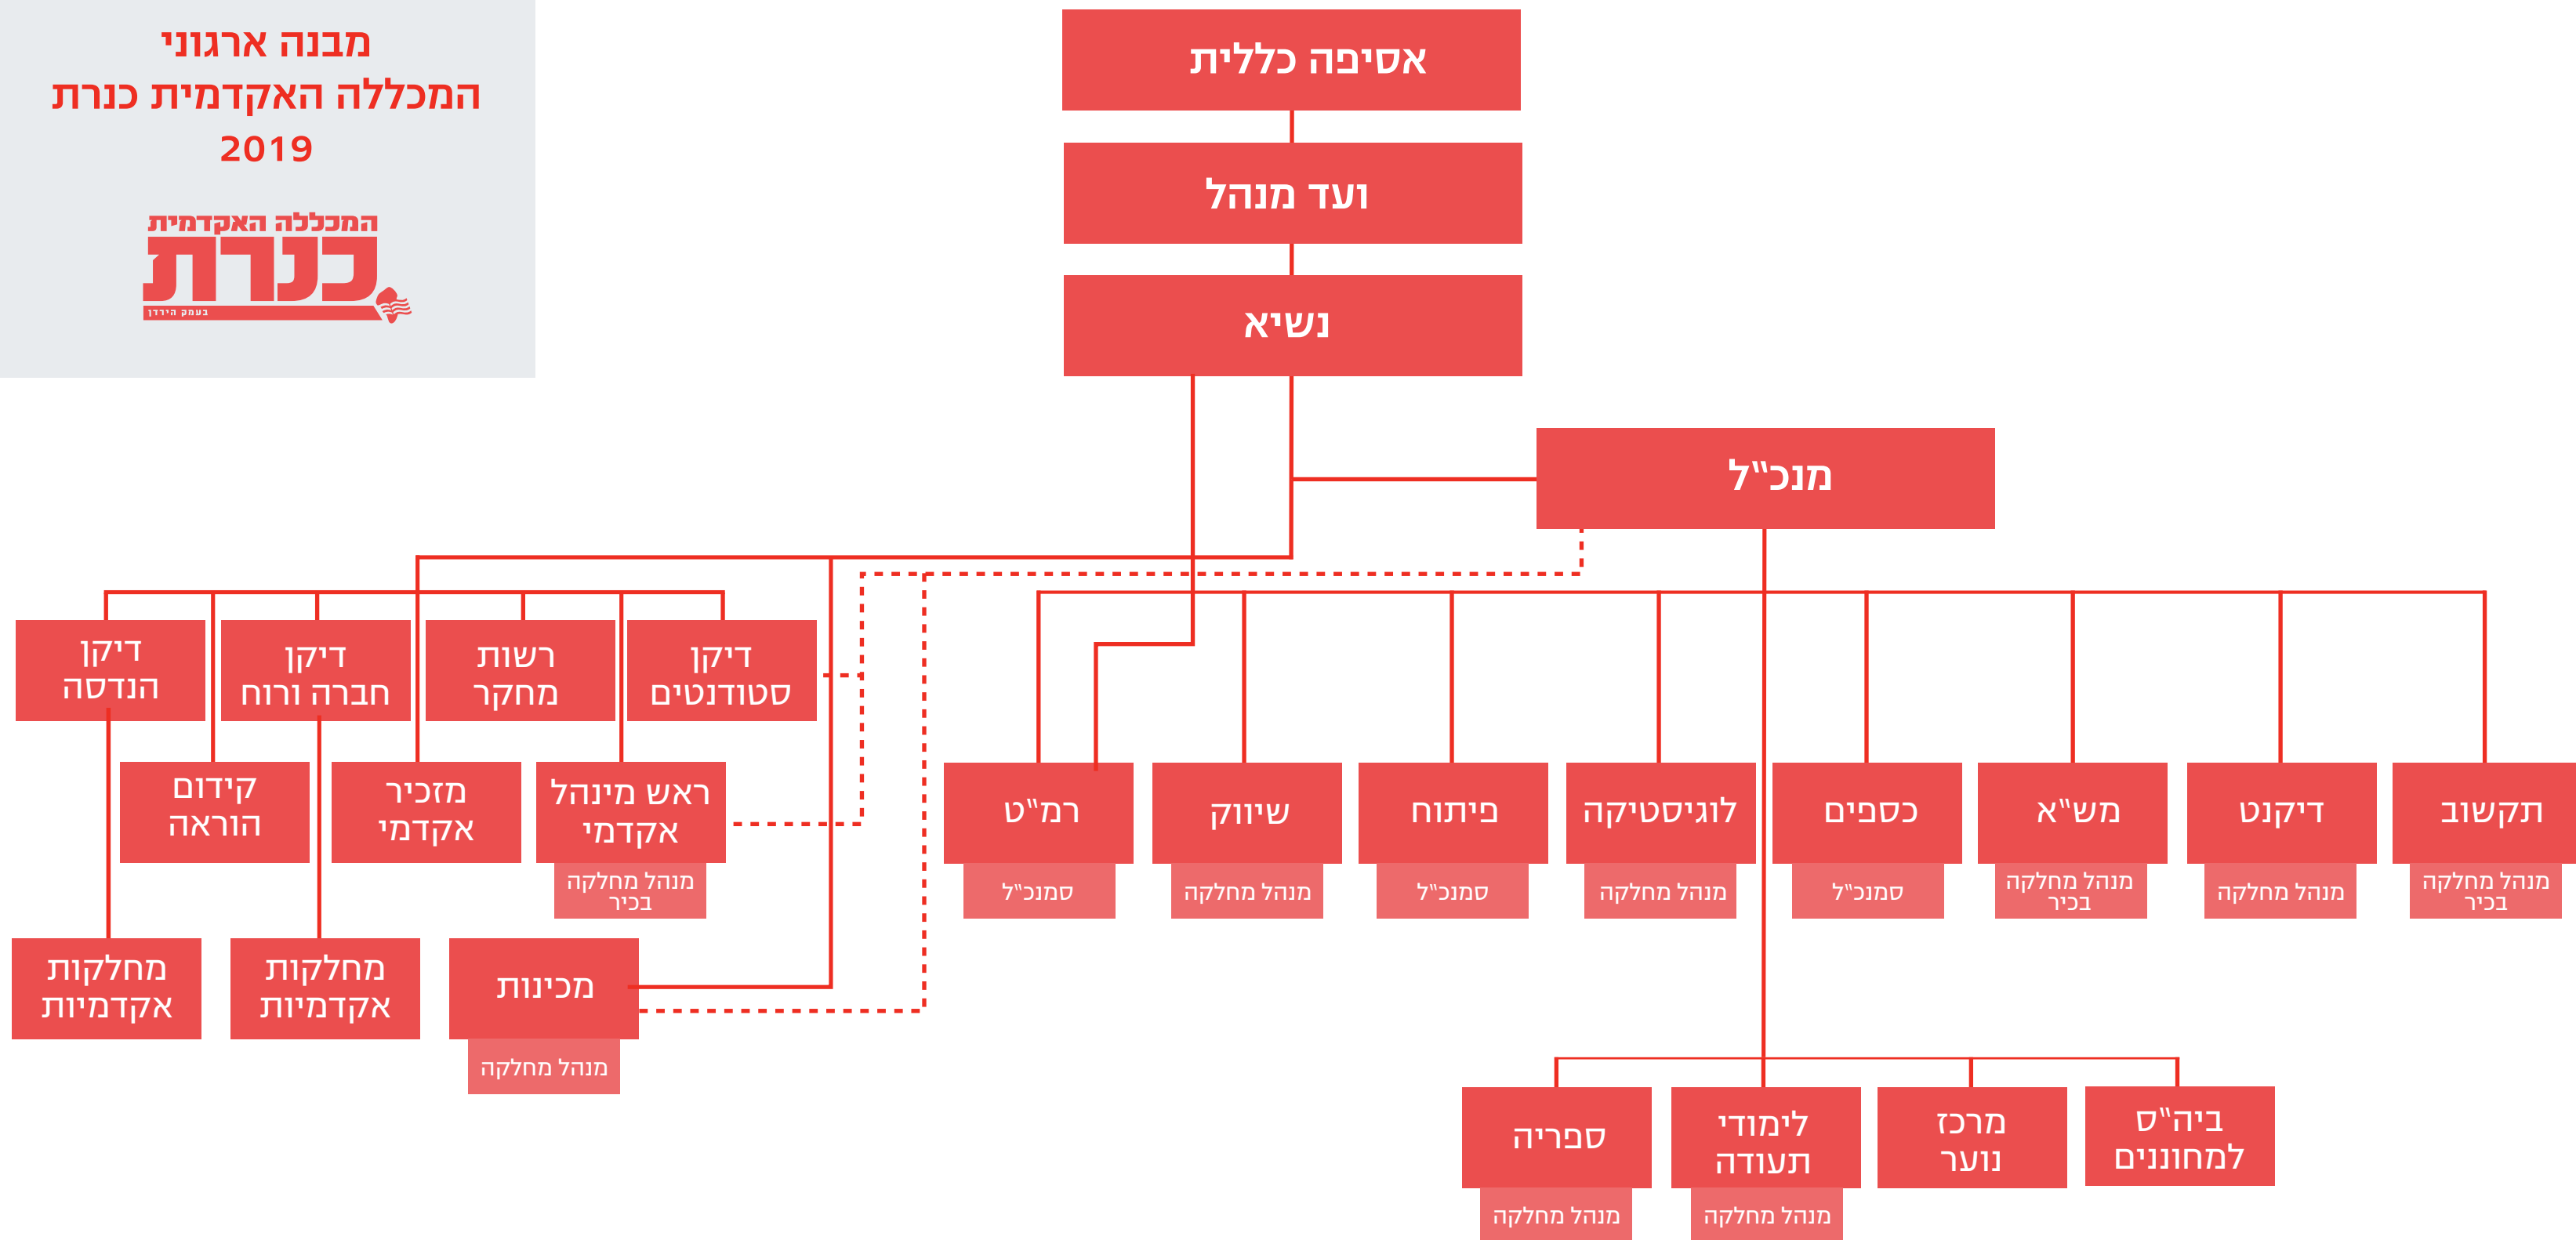 מבנה ארגוני
המכללה האקדמית כנרת
2019
המכללה האקדמית
כנרת
בעמק הירדן
אסיפה כללית
ועד מנהל
נשיא
מנכ"ל
דיקן
סטודנטים
רשות
מחקר
דיקן
חברה ורוח
דיקן
הנדסה
ראש מינהל
אקדמי
מנהל מחלקה
בכיר
מזכיר
אקדמי
קידום
הוראה
מכינות
מנהל מחלקה
מחלקות
אקדמיות
מחלקות
אקדמיות
תקשוב
מנהל מחלקה
בכיר
דיקנט
מנהל מחלקה
מש"א
מנהל מחלקה
בכיר
כספים
סמנכ"ל
לוגיסטיקה
מנהל מחלקה
פיתוח
סמנכ"ל
שיווק
מנהל מחלקה
רמ"ט
סמנכ"ל
ביה"ס
למחוננים
מרכז
נוער
לימודי
תעודה
מנהל מחלקה
ספריה
מנהל מחלקה